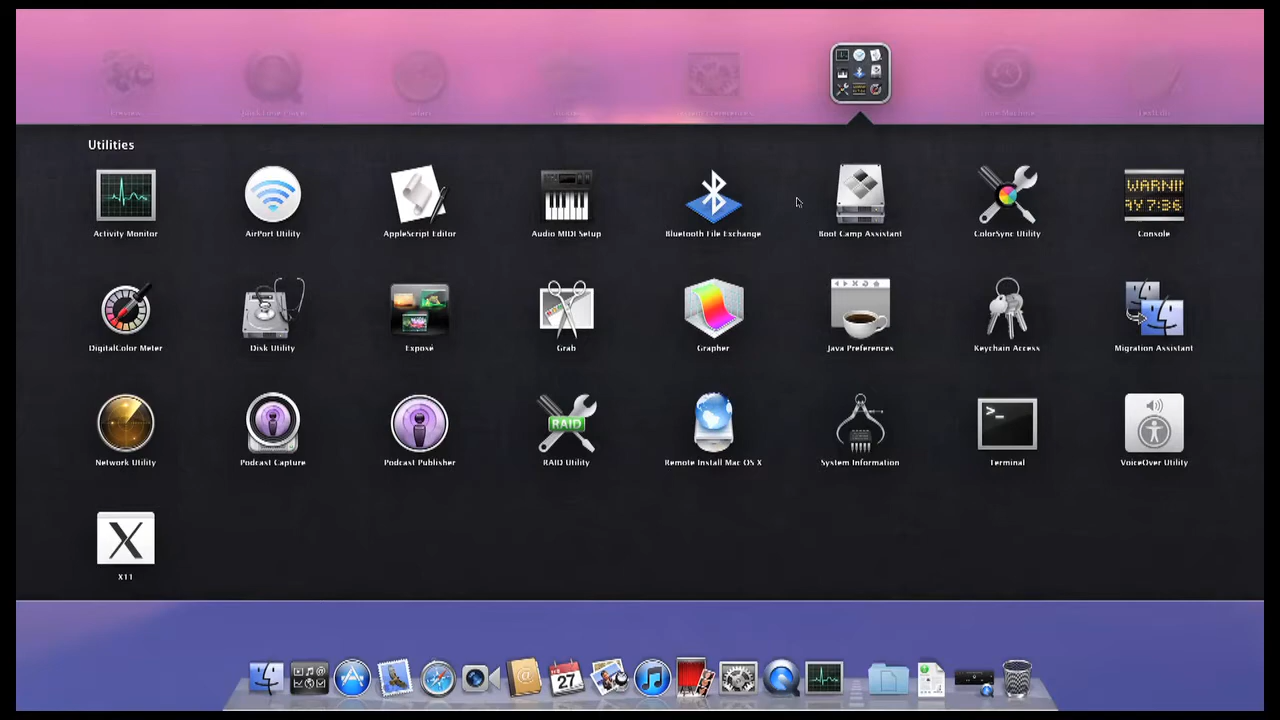 Utilities
Activity Monitor
AirPort Utility
AppleScript Editor
Audio MIDI Setup
Bluetooth File Exchange
Boot Camp Assistant
ColorSync Utility
WARNIN
AY 7:36
Console
DigitalColor Meter
Disk Utility
Exposé
Grab
Grapher
Java Preferences
Keychain Access
Migration Assistant
Network Utility
Podcast Capture
Podcast Publisher
RAID
RAID Utility
Remote Install Mac OS X
System Information
>_
Terminal
VoiceOver Utility
X
X11
27